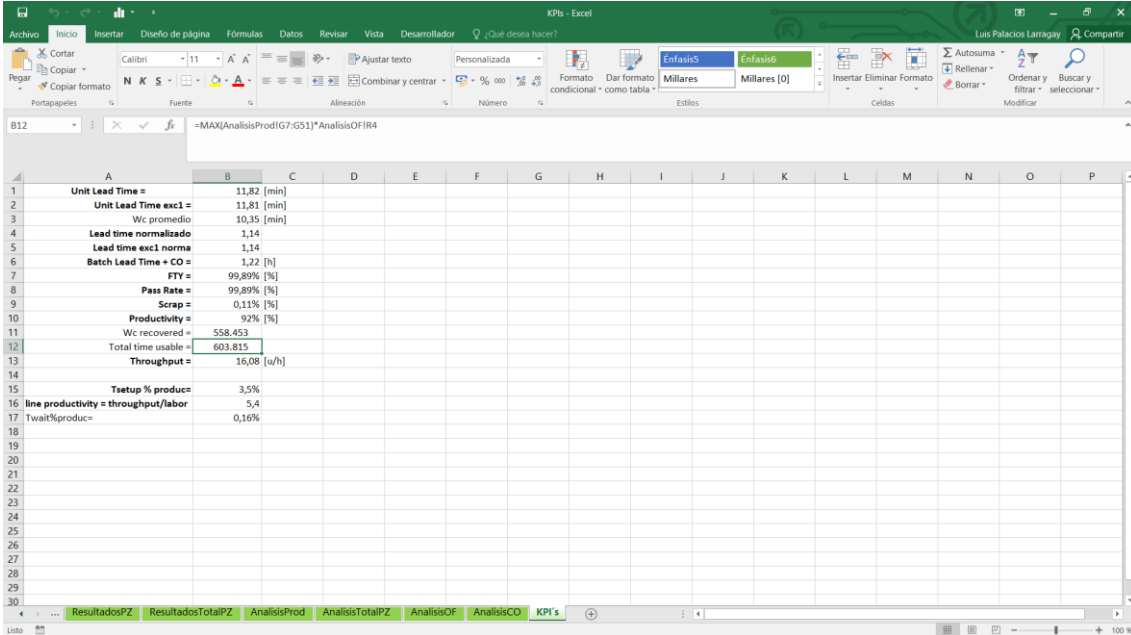 KPIs - Excel
Archivo Inicio Insertar Diseño de página Fórmulas Datos Revisar Vista Desarrollador ¿Qué desea hacer? Luis Palacios Larragay Compartir
Cortar Calibri 11 Ajustar texto Personalizada Énfasis5 Énfasis6 Autosuma
Pegar Copiar N K S Combinar y centrar % 000 Formato condicional Dar formato como tabla Millares Millares [0] Insertar Eliminar Formato Rellenar Ordenar y filtrar Buscar y seleccionar
Copiar formato Borrar
Portapapeles Fuente Alineación Número Estilos Celdas Modificar
B12 fx =MAX(AnalisisProd!G7:G51)*AnalisisOF!R4
A B C D E F G H I J K L M N O P
1 Unit Lead Time = 11,82 [min]
2 Unit Lead Time exc1 = 11,81 [min]
3 Wc promedio 10,35 [min]
4 Lead time normalizado 1,14
5 Lead time exc1 norma 1,14
6 Batch Lead Time + CO = 1,22 [h]
7 FTY = 99,89% [%]
8 Pass Rate = 99,89% [%]
9 Scrap = 0,11% [%]
10 Productivity = 92% [%]
11 Wc recovered = 558.453
12 Total time usable = 603.815
13 Throughput = 16,08 [u/h]
14
15 Tsetup % produc= 3,5%
16 line productivity = throughput/labor 5,4
17 Twait%produc= 0,16%
18
19
20
21
22
23
24
25
26
27
28
29
30
... ResultadosPZ ResultadosTotalPZ AnalisisProd AnalisisTotalPZ AnalisisOF AnalisisCO KPI´s
Listo 100 %